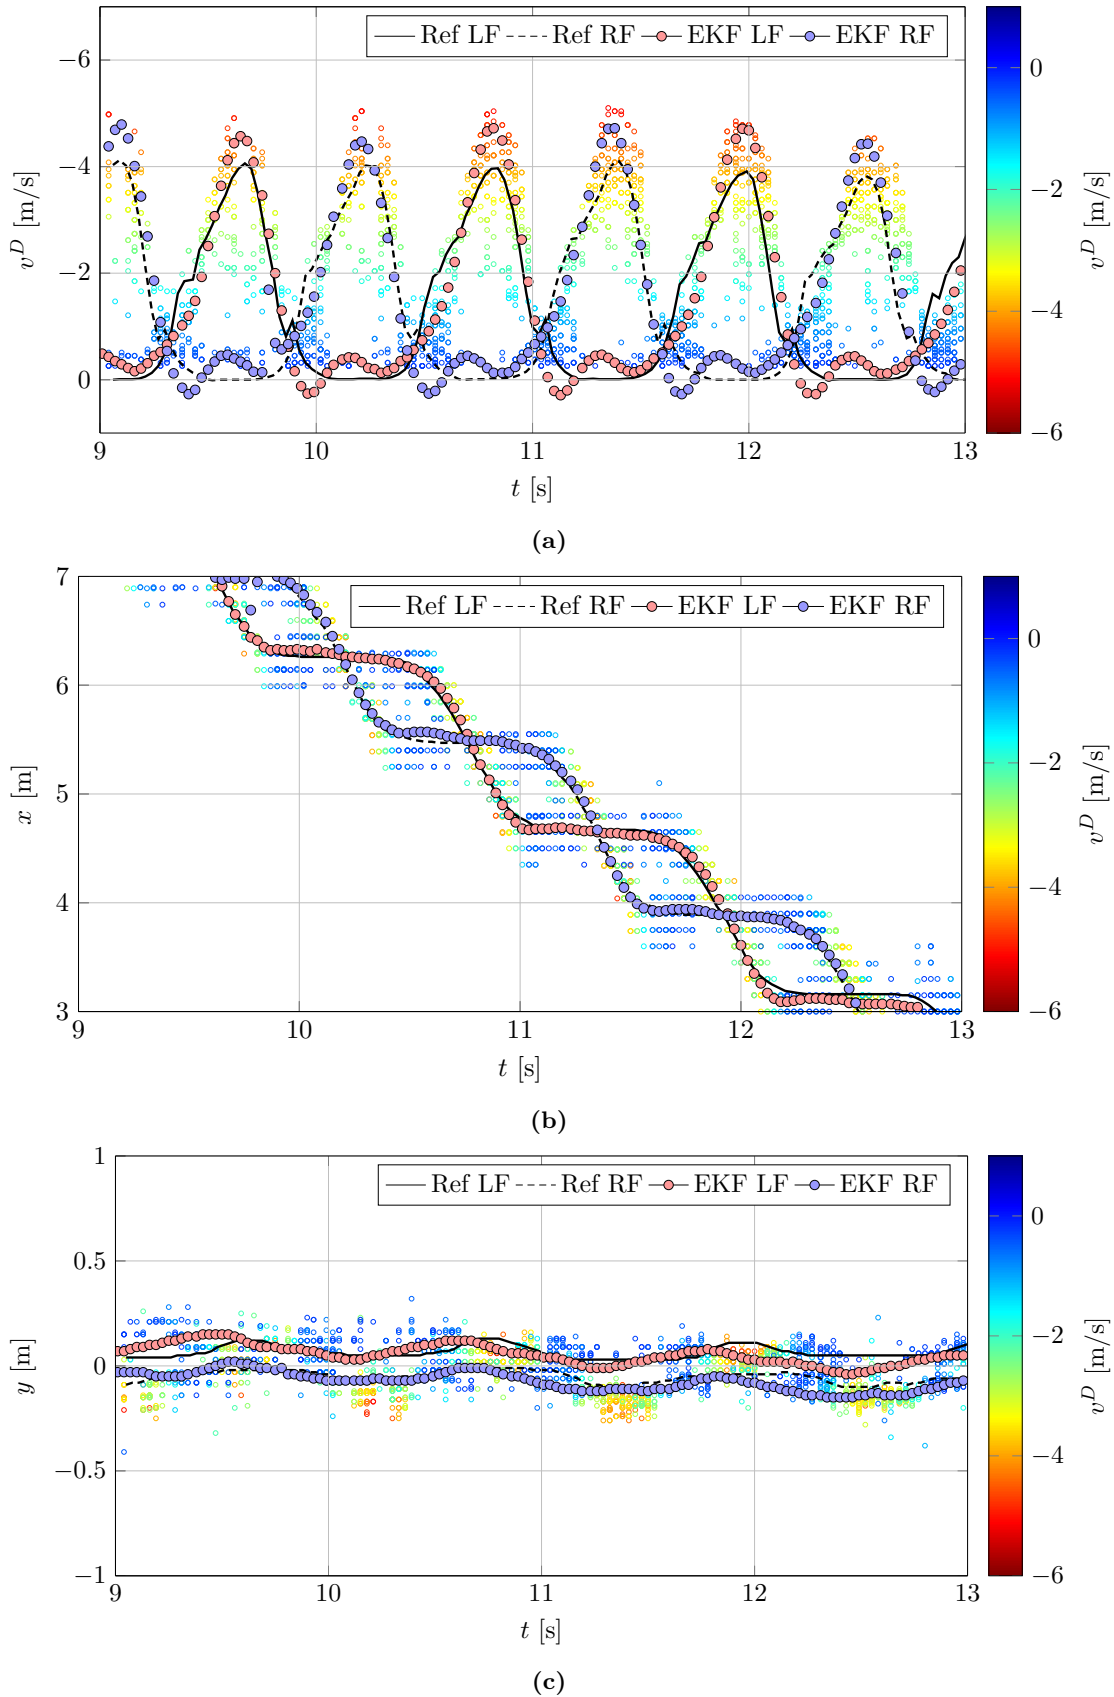 Ref LF Ref RF EKF LF EKF RF
−6
−4
−2
0
v^D [m/s]
9 10 11 12 13
t [s]
0
−2
−4
−6
v^D [m/s]
(a)
Ref LF Ref RF EKF LF EKF RF
7
6
5
4
3
x [m]
9 10 11 12 13
t [s]
0
−2
−4
−6
v^D [m/s]
(b)
Ref LF Ref RF EKF LF EKF RF
1
0.5
0
−0.5
−1
y [m]
9 10 11 12 13
t [s]
0
−2
−4
−6
v^D [m/s]
(c)